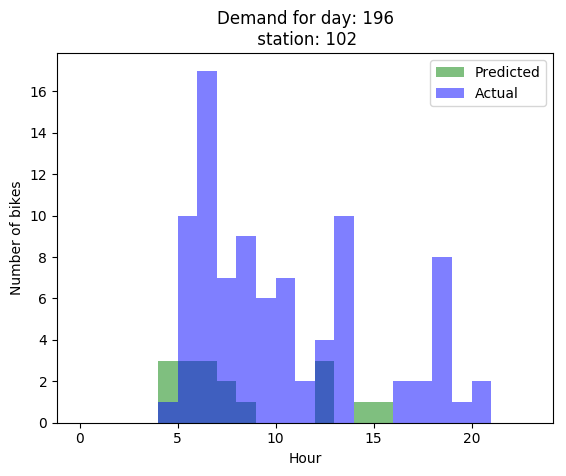 Demand for day: 196
station: 102
Predicted
Actual
Number of bikes
16
14
12
10
8
6
4
2
0
0 5 10 15 20
Hour